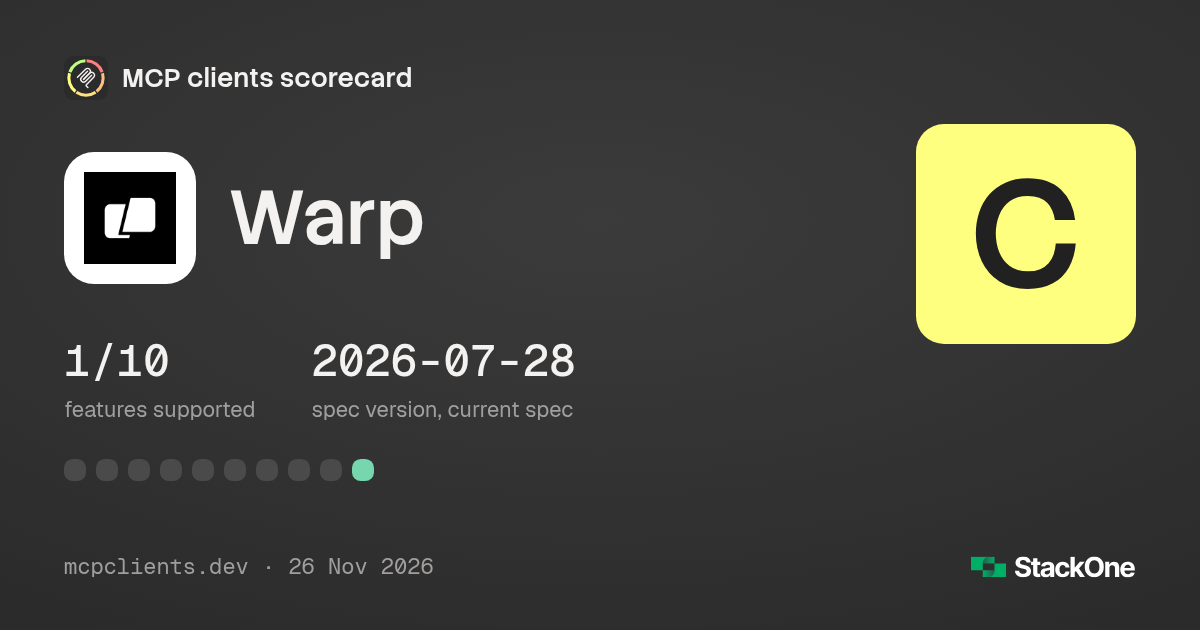 MCP clients scorecard
Warp
C
1/10
features supported
2026-07-28
spec version, current spec
mcpclients.dev · 26 Nov 2026
StackOne